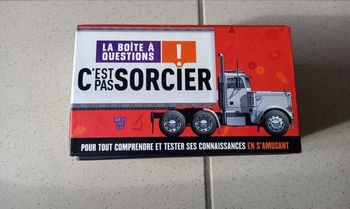 LA BOÎTE À
QUESTIONS
!
C'EST
PAS
SORCIER
POUR TOUT COMPRENDRE ET TESTER SES CONNAISSANCES EN S'AMUSANT